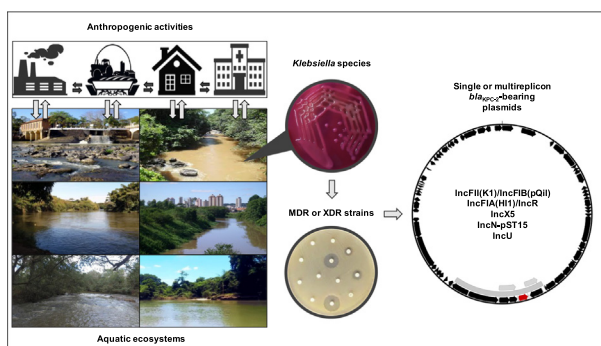 Anthropogenic activities
Klebsiella species
MDR or XDR strains
Aquatic ecosystems
Single or multireplicon
blaKPC-2-bearing
plasmids
IncFII(K1)/IncFIB(pQil)
IncFIA(HI1)/IncR
IncX5
IncN-pST15
IncU